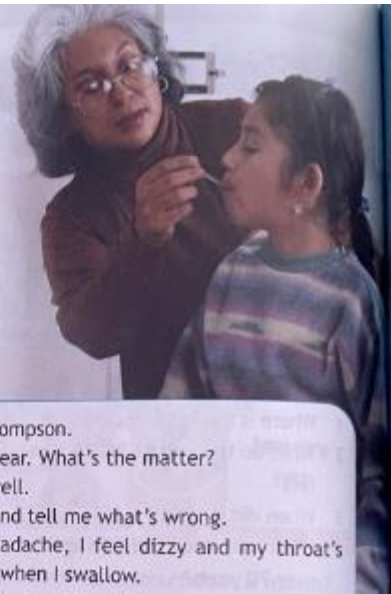 ompson.
ear. What's the matter?
ell.
nd tell me what's wrong.
adache, I feel dizzy and my throat's
when I swallow.